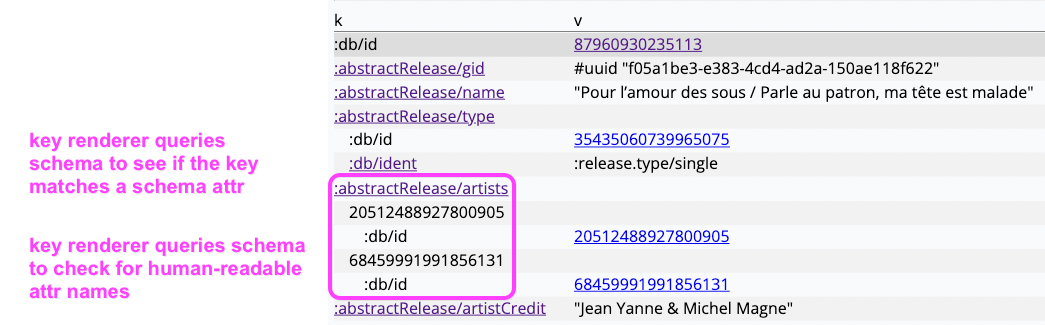 k v
:db/id 87960930235113
:abstractRelease/gid #uuid "f05a1be3-e383-4cd4-ad2a-150ae118f622"
:abstractRelease/name "Pour l’amour des sous / Parle au patron, ma tête est malade"
:abstractRelease/type
key renderer queries
schema to see if the key
matches a schema attr
:db/id 35435060739965075
:db/ident :release.type/single
:abstractRelease/artists
20512488927800905
key renderer queries schema
to check for human-readable
attr names
:db/id 20512488927800905
68459991991856131
:db/id 68459991991856131
:abstractRelease/artistCredit "Jean Yanne & Michel Magne"